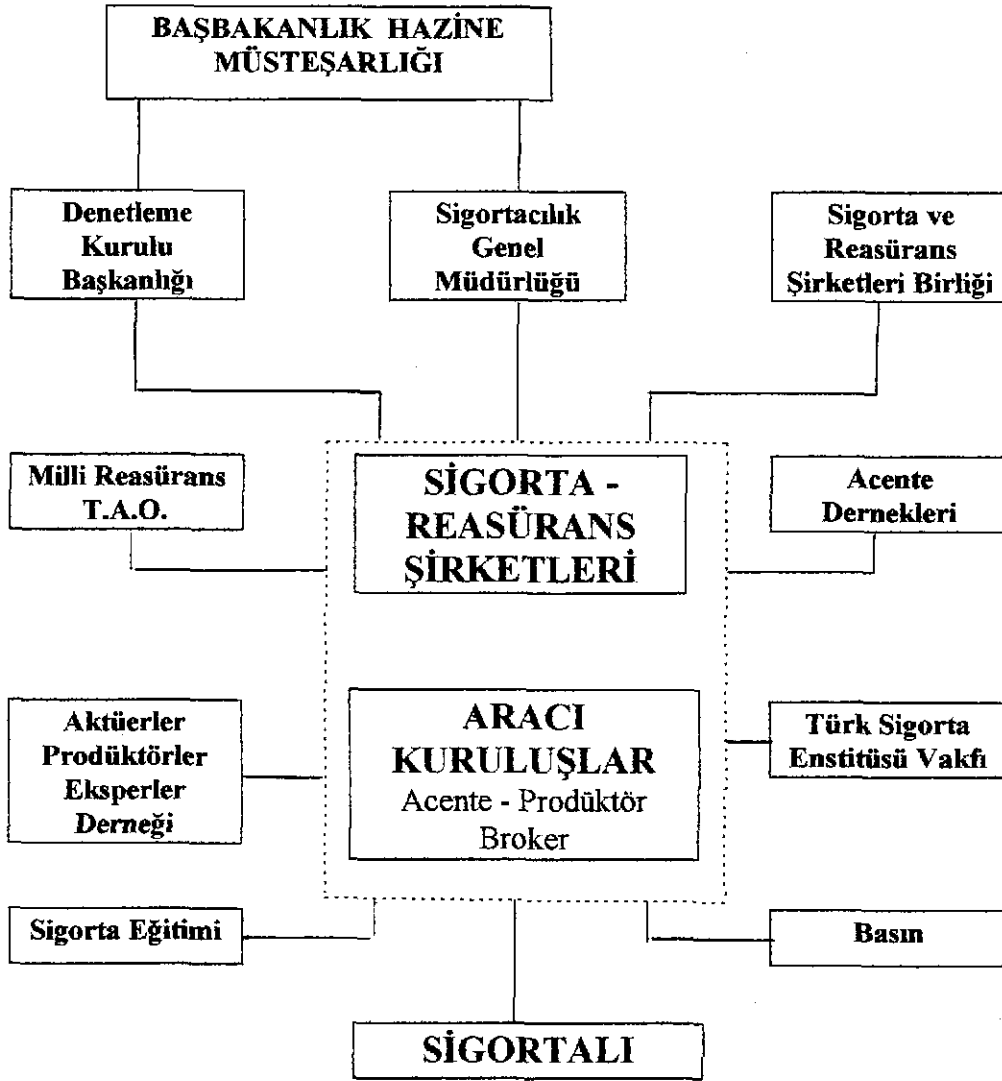 BAŞBAKANLIK HAZİNE
MÜSTEŞARLIĞI
Denetleme
Kurulu
Başkanlığı
Sigortacılık
Genel
Müdürlüğü
Sigorta ve
Reasürans
Şirketleri Birliği
Milli Reasürans
T.A.O.
SİGORTA -
REASÜRANS
ŞİRKETLERİ
Acente
Dernekleri
Aktüerler
Prodüktörler
Eksperler
Derneği
ARACI
KURULUŞLAR
Acente - Prodüktör
Broker
Türk Sigorta
Enstitüsü Vakfı
Sigorta Eğitimi
Basın
SİGORTALI